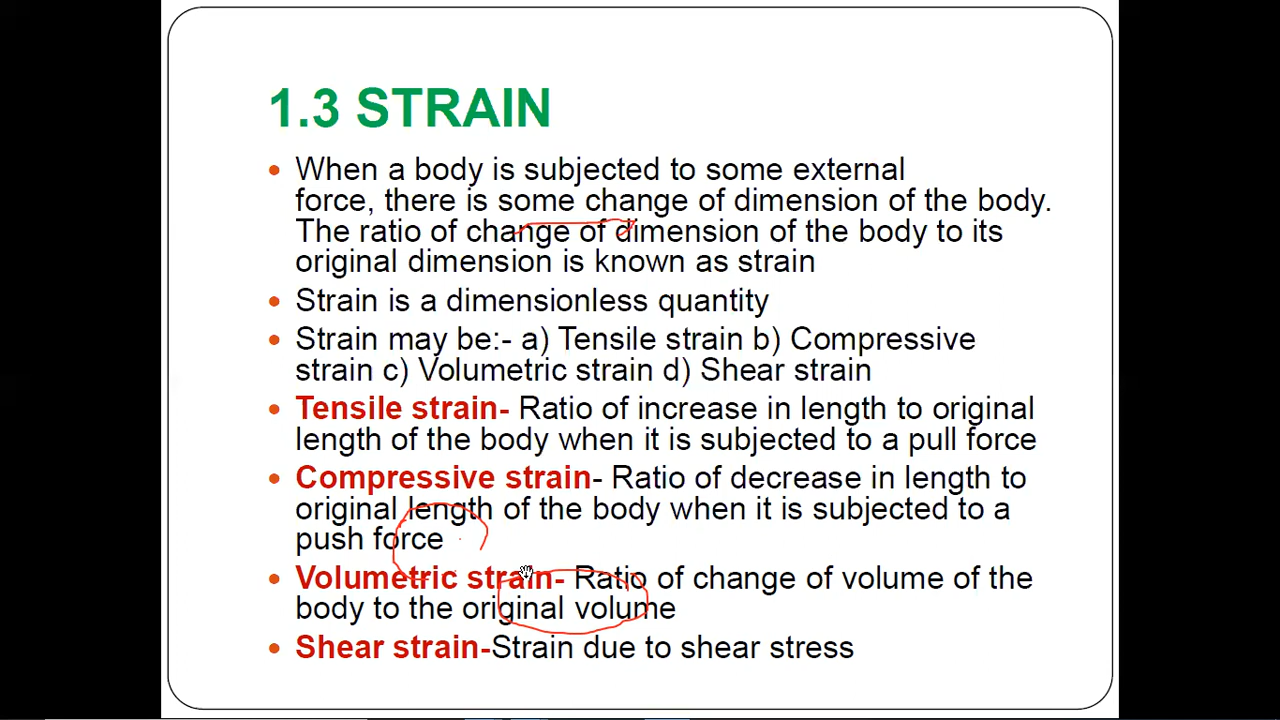 1.3 STRAIN
• When a body is subjected to some external
force, there is some change of dimension of the body.
The ratio of change of dimension of the body to its
original dimension is known as strain
• Strain is a dimensionless quantity
• Strain may be:- a) Tensile strain b) Compressive
strain c) Volumetric strain d) Shear strain
• Tensile strain- Ratio of increase in length to original
length of the body when it is subjected to a pull force
• Compressive strain- Ratio of decrease in length to
original length of the body when it is subjected to a
push force
• Volumetric strain- Ratio of change of volume of the
body to the original volume
• Shear strain-Strain due to shear stress